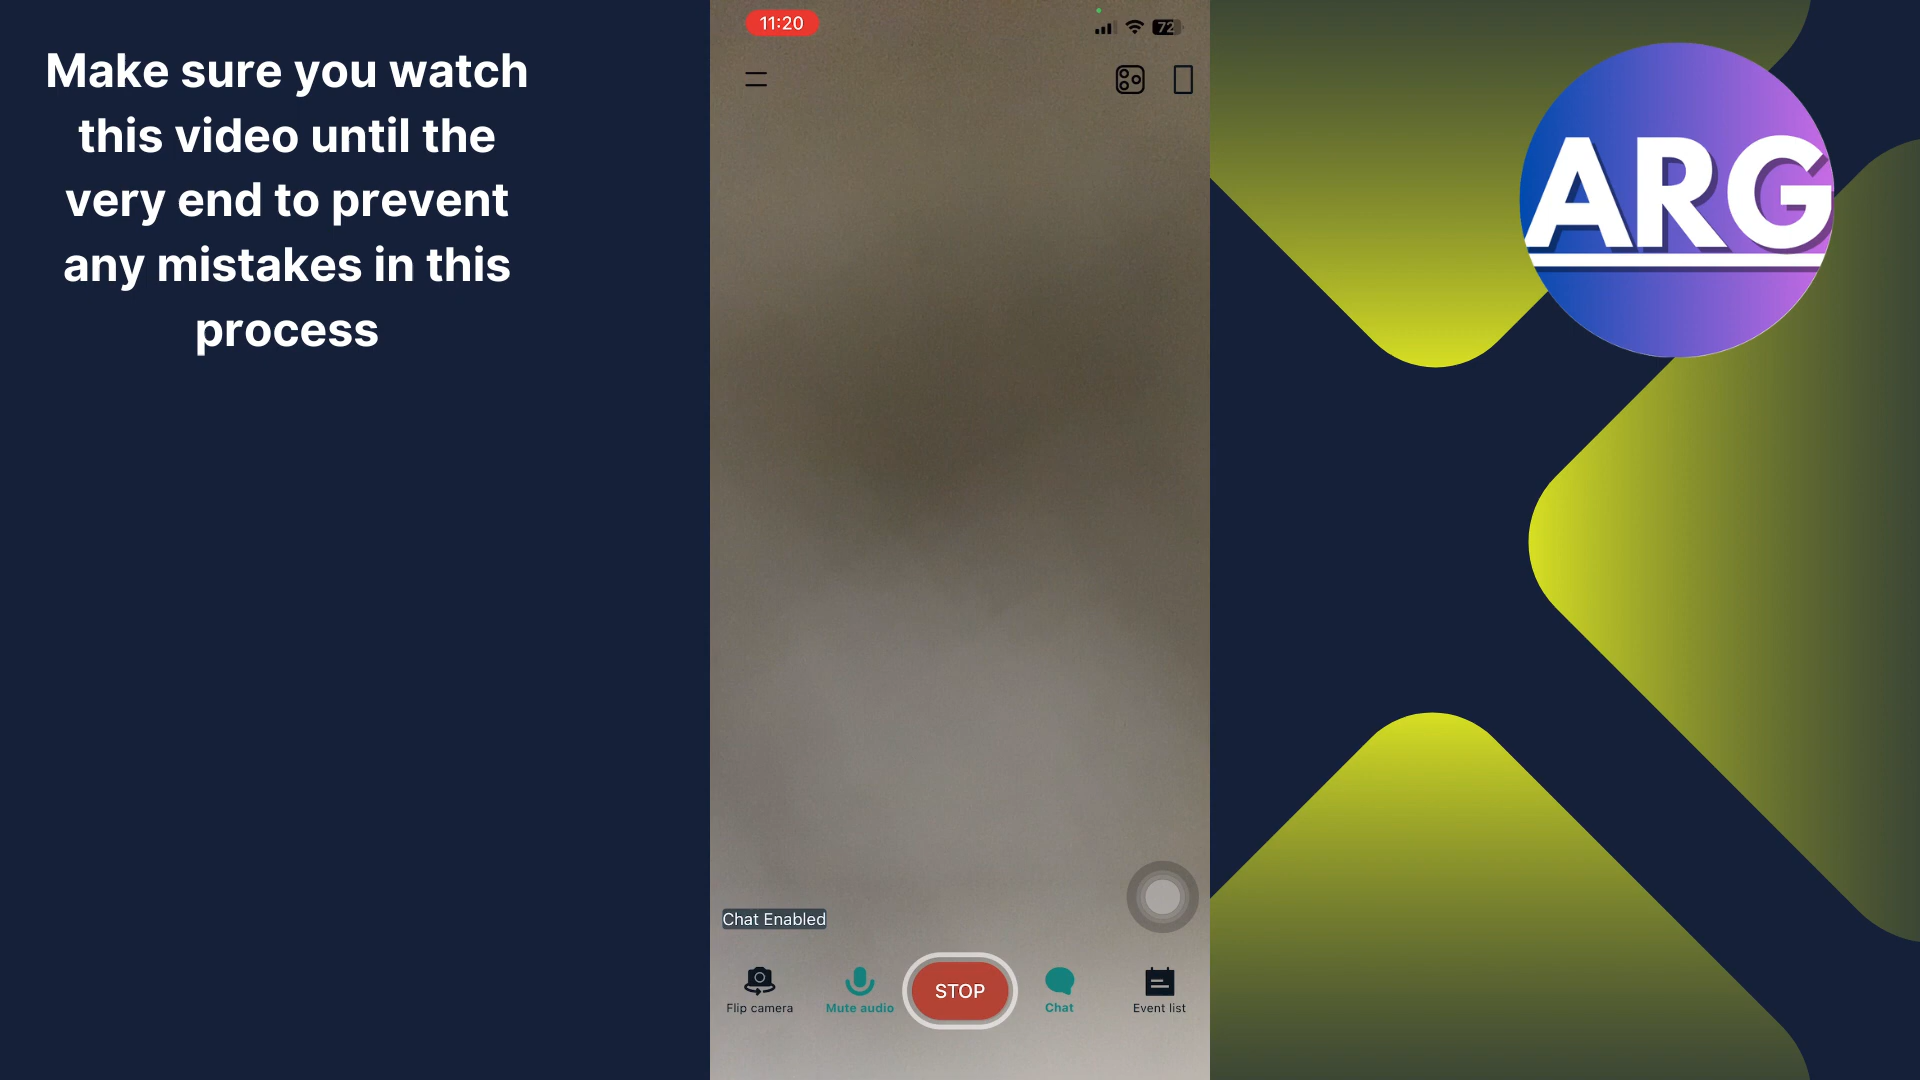 Make sure you watch
this video until the
very end to prevent
any mistakes in this
process
11:20
72
ARG
Chat Enabled
Flip camera
Mute audio
STOP
Chat
Event list